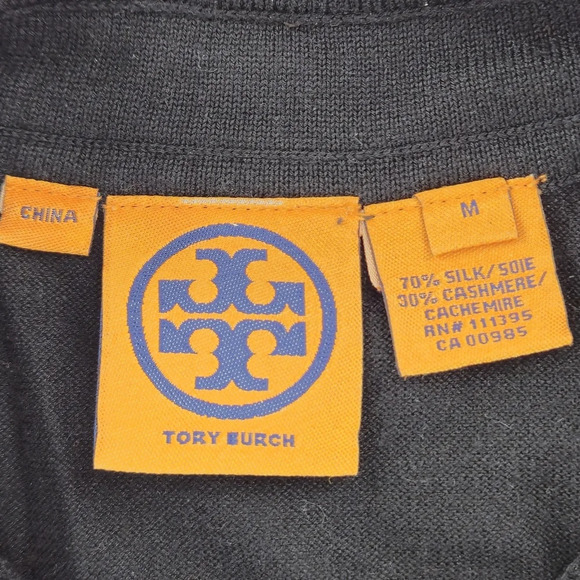 CHINA
TORY BURCH
M
70% SILK/SOIE
30% CASHMERE/
CACHEMIRE
RN# 111395
CA 00985